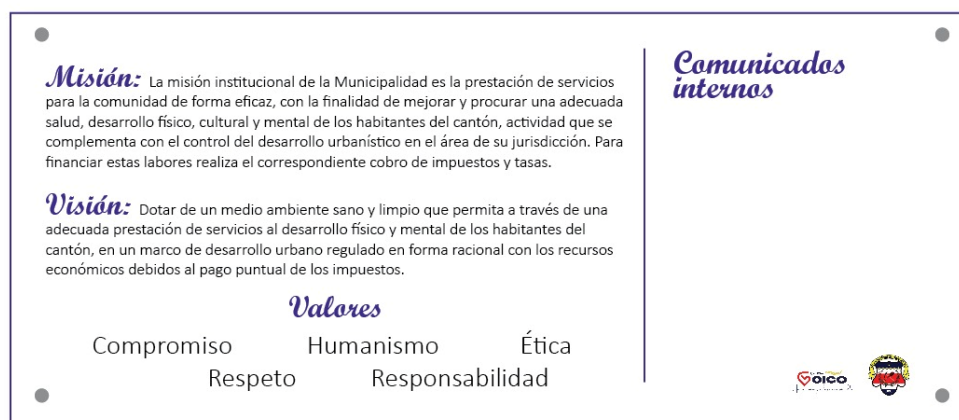 Misión: La misión institucional de la Municipalidad es la prestación de servicios
para la comunidad de forma eficaz, con la finalidad de mejorar y procurar una adecuada
salud, desarrollo físico, cultural y mental de los habitantes del cantón, actividad que se
complementa con el control del desarrollo urbanístico en el área de su jurisdicción. Para
financiar estas labores realiza el correspondiente cobro de impuestos y tasas.
Visión: Dotar de un medio ambiente sano y limpio que permita a través de una
adecuada prestación de servicios al desarrollo físico y mental de los habitantes del
cantón, en un marco de desarrollo urbano regulado en forma racional con los recursos
económicos debidos al pago puntual de los impuestos.
Valores
Compromiso Humanismo Ética
Respeto Responsabilidad
Comunicados
internos